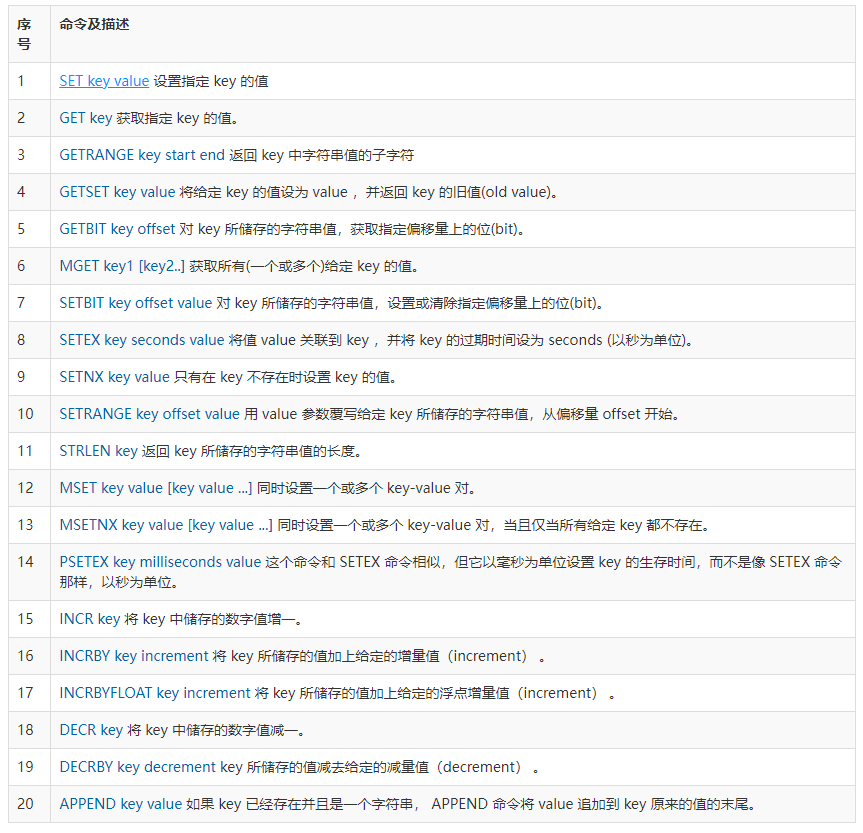 序
号
命令及描述
1 SET key value 设置指定 key 的值
2 GET key 获取指定 key 的值。
3 GETRANGE key start end 返回 key 中字符串值的子字符
4 GETSET key value 将给定 key 的值设为 value ，并返回 key 的旧值(old value)。
5 GETBIT key offset 对 key 所储存的字符串值，获取指定偏移量上的位(bit)。
6 MGET key1 [key2..] 获取所有(一个或多个)给定 key 的值。
7 SETBIT key offset value 对 key 所储存的字符串值，设置或清除指定偏移量上的位(bit)。
8 SETEX key seconds value 将值 value 关联到 key ，并将 key 的过期时间设为 seconds (以秒为单位)。
9 SETNX key value 只有在 key 不存在时设置 key 的值。
10 SETRANGE key offset value 用 value 参数覆写给定 key 所储存的字符串值，从偏移量 offset 开始。
11 STRLEN key 返回 key 所储存的字符串值的长度。
12 MSET key value [key value ...] 同时设置一个或多个 key-value 对。
13 MSETNX key value [key value ...] 同时设置一个或多个 key-value 对，当且仅当所有给定 key 都不存在。
14 PSETEX key milliseconds value 这个命令和 SETEX 命令相似，但它以毫秒为单位设置 key 的生存时间，而不是像 SETEX 命令
那样，以秒为单位。
15 INCR key 将 key 中储存的数字值增一。
16 INCRBY key increment 将 key 所储存的值加上给定的增量值（increment） 。
17 INCRBYFLOAT key increment 将 key 所储存的值加上给定的浮点增量值（increment） 。
18 DECR key 将 key 中储存的数字值减一。
19 DECRBY key decrement key 所储存的值减去给定的减量值（decrement） 。
20 APPEND key value 如果 key 已经存在并且是一个字符串， APPEND 命令将 value 追加到 key 原来的值的末尾。